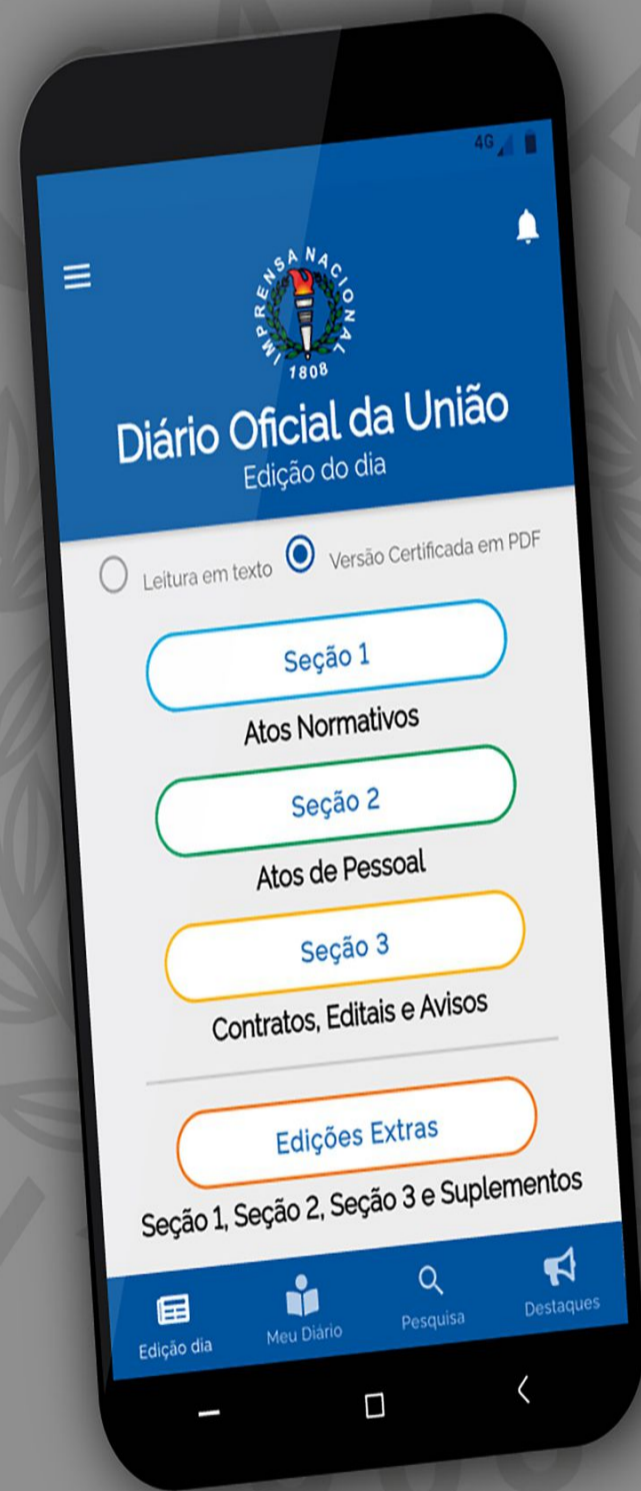 4G
IMPRENSA NACIONAL
1808
Diário Oficial da União
Edição do dia
Leitura em texto Versão Certificada em PDF
Seção 1
Atos Normativos
Seção 2
Atos de Pessoal
Seção 3
Contratos, Editais e Avisos
Edições Extras
Seção 1, Seção 2, Seção 3 e Suplementos
Edição dia Meu Diário Pesquisa Destaques